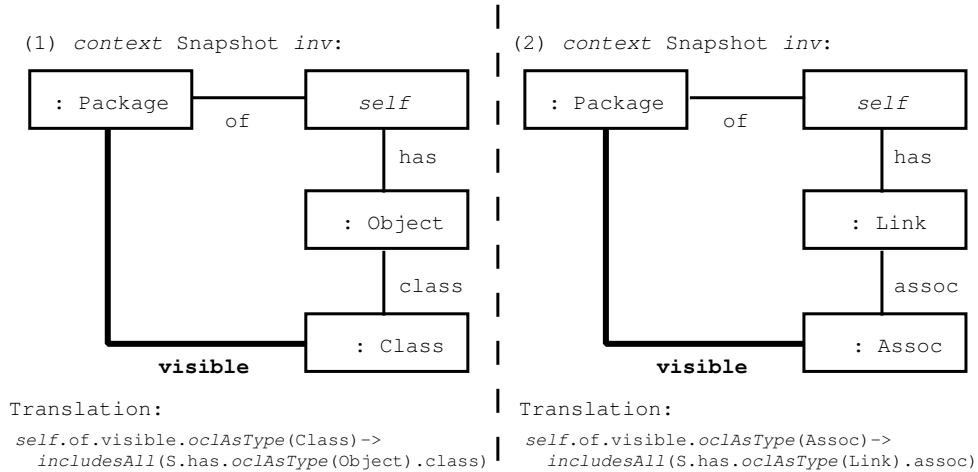 (1) context Snapshot inv:
: Package
of
self
has
: Object
class
: Class
visible
Translation:
self.of.visible.oclAsType(Class)->
includesAll(S.has.oclAsType(Object).class)
(2) context Snapshot inv:
: Package
of
self
has
: Link
assoc
: Assoc
visible
Translation:
self.of.visible.oclAsType(Assoc)->
includesAll(S.has.oclAsType(Link).assoc)